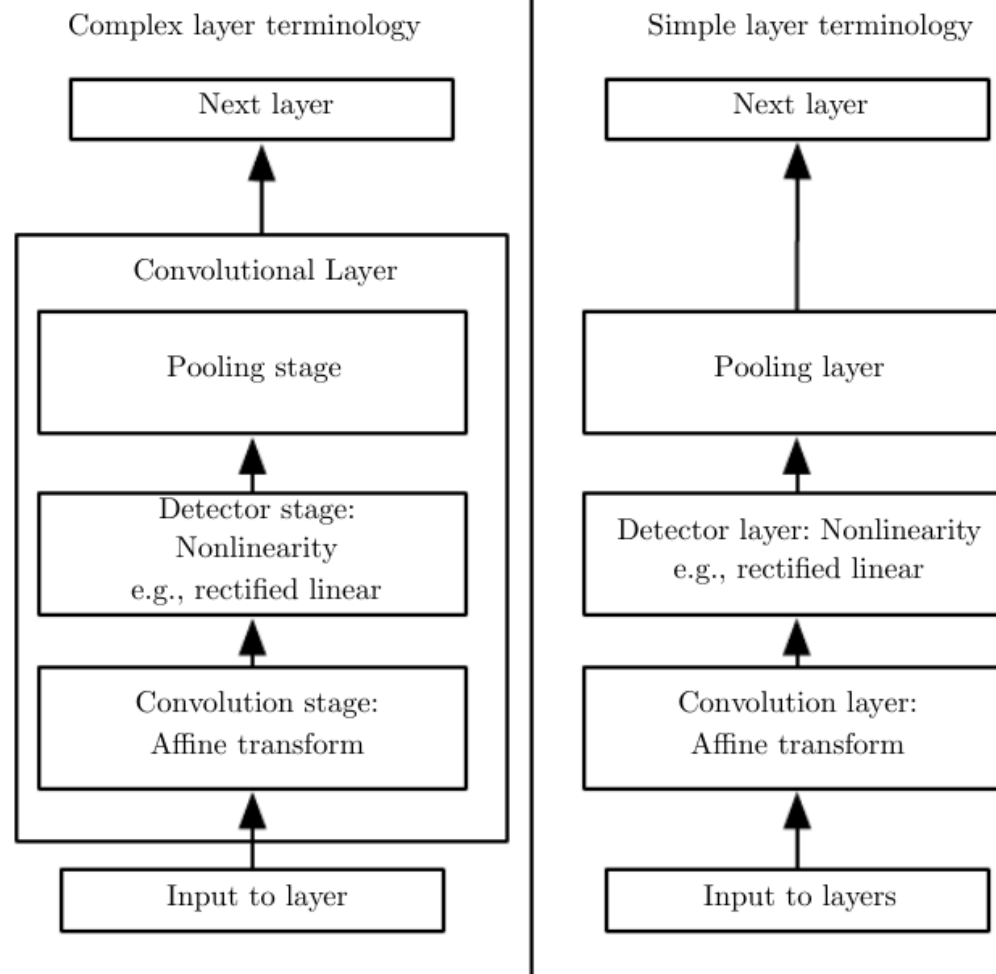 Complex layer terminology
Next layer
Convolutional Layer
Pooling stage
Detector stage:
Nonlinearity
e.g., rectified linear
Convolution stage:
Affine transform
Input to layer
Simple layer terminology
Next layer
Pooling layer
Detector layer: Nonlinearity
e.g., rectified linear
Convolution layer:
Affine transform
Input to layers